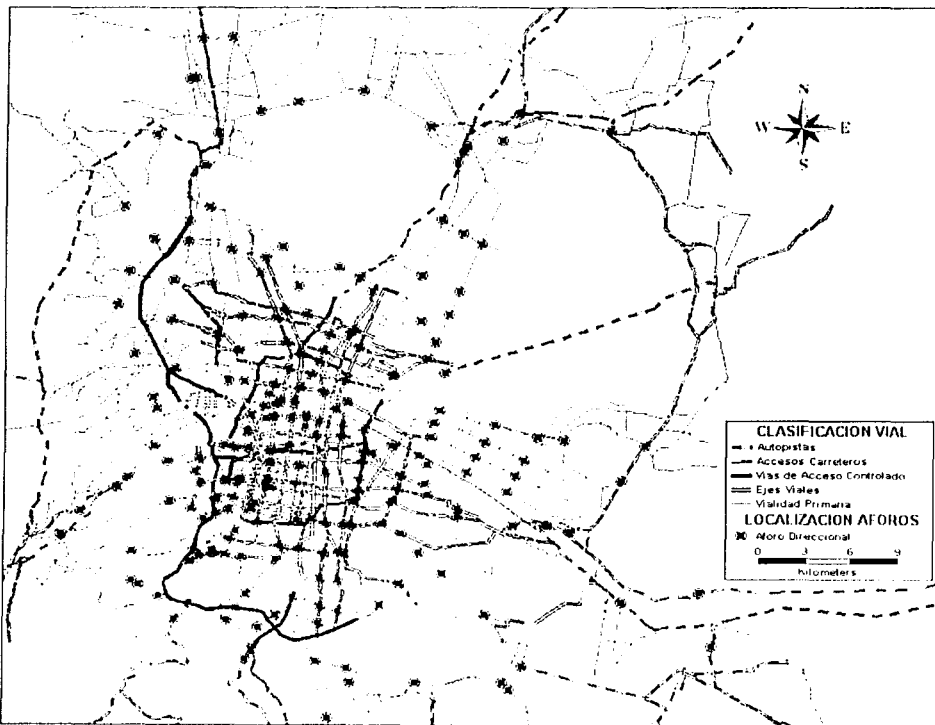 N
W E
S
CLASIFICACION VIAL
Autopistas
Accesos Carreteros
Vias de Acceso Controlado
Ejes Viales
Vialidad Primaria
LOCALIZACION AFOROS
Aforo Direccional
0 3 6 9
Kilometers